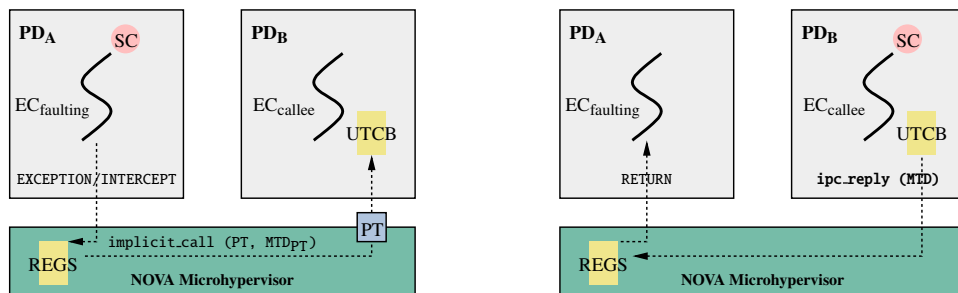 PDA
SC
ECfaulting
EXCEPTION/INTERCEPT
PDB
ECcallee
UTCB
PT
implicit_call (PT, MTDPT)
REGS
NOVA Microhypervisor
PDA
ECfaulting
RETURN
PDB
SC
ECcallee
UTCB
ipc_reply (MTD)
REGS
NOVA Microhypervisor